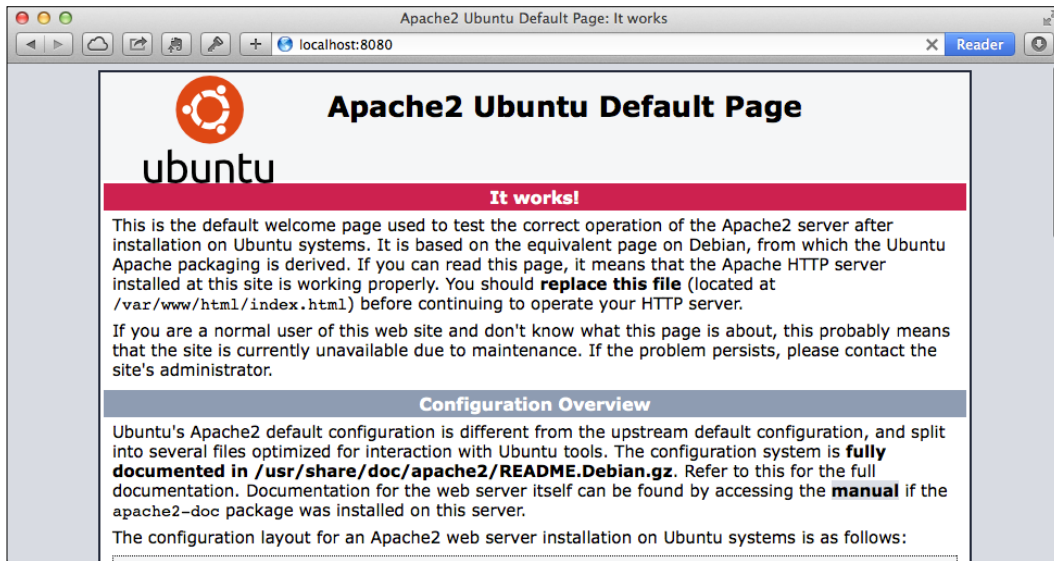 Apache2 Ubuntu Default Page: It works
localhost:8080
Reader
ubuntu
Apache2 Ubuntu Default Page
It works!
This is the default welcome page used to test the correct operation of the Apache2 server after
installation on Ubuntu systems. It is based on the equivalent page on Debian, from which the Ubuntu
Apache packaging is derived. If you can read this page, it means that the Apache HTTP server
installed at this site is working properly. You should replace this file (located at
/var/www/html/index.html) before continuing to operate your HTTP server.
If you are a normal user of this web site and don't know what this page is about, this probably means
that the site is currently unavailable due to maintenance. If the problem persists, please contact the
site's administrator.
Configuration Overview
Ubuntu's Apache2 default configuration is different from the upstream default configuration, and split
into several files optimized for interaction with Ubuntu tools. The configuration system is fully
documented in /usr/share/doc/apache2/README.Debian.gz. Refer to this for the full
documentation. Documentation for the web server itself can be found by accessing the manual if the
apache2-doc package was installed on this server.
The configuration layout for an Apache2 web server installation on Ubuntu systems is as follows: